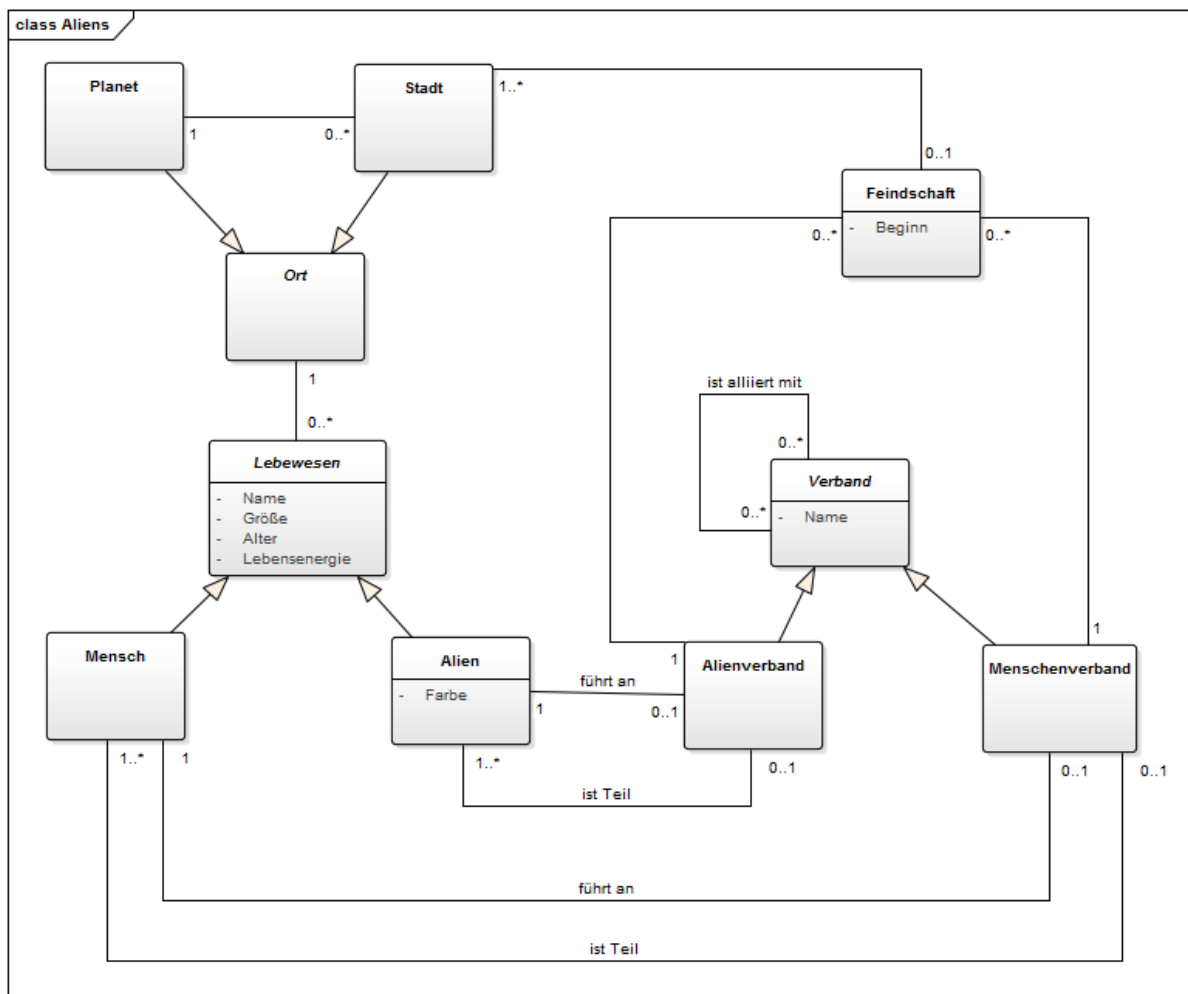 class Aliens
Planet
Stadt
1
0..*
1..*
0..1
Feindschaft
- Beginn
0..*
0..*
Ort
1
0..*
ist alliiert mit
0..*
0..*
Lebewesen
- Name
- Größe
- Alter
- Lebensenergie
Verband
- Name
Mensch
Alien
- Farbe
führt an
1
0..1
1
Alienverband
1
Menschenverband
1..*
1
1..*
0..1
0..1
0..1
ist Teil
führt an
ist Teil